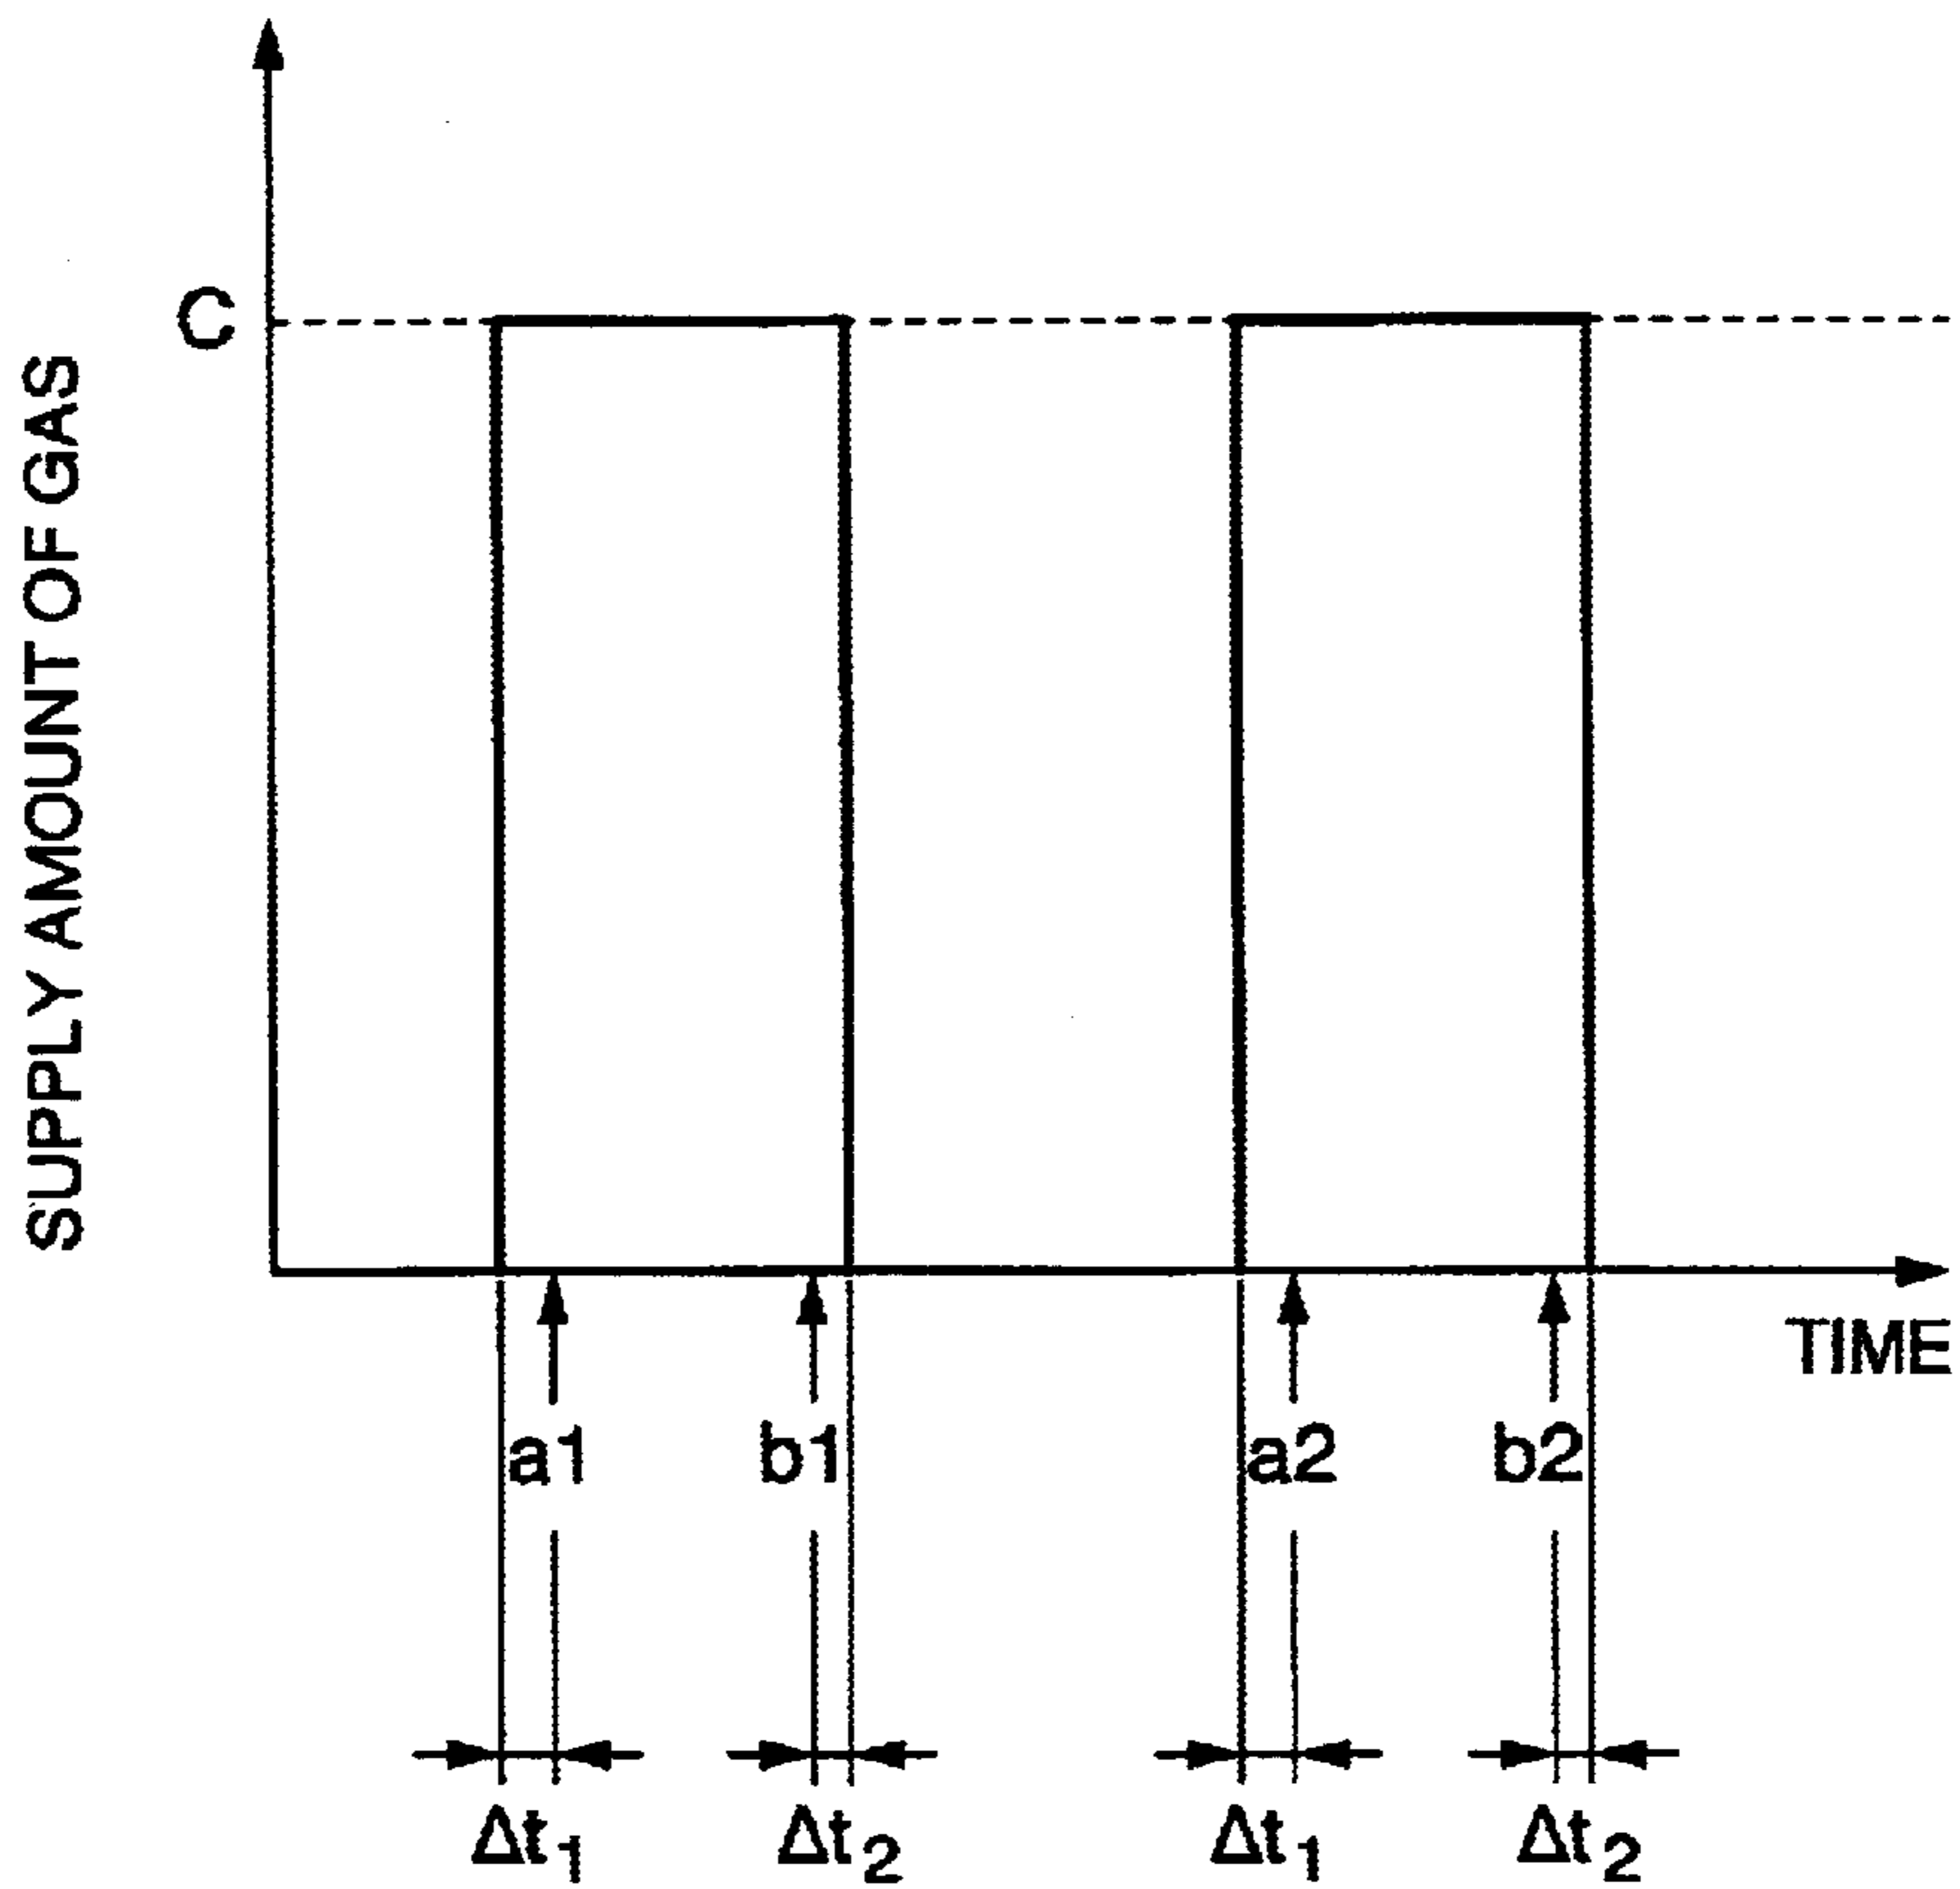 SUPPLY AMOUNT OF GAS
C
TIME
a1 b1 a2 b2
Δt1 Δt2 Δt1 Δt2